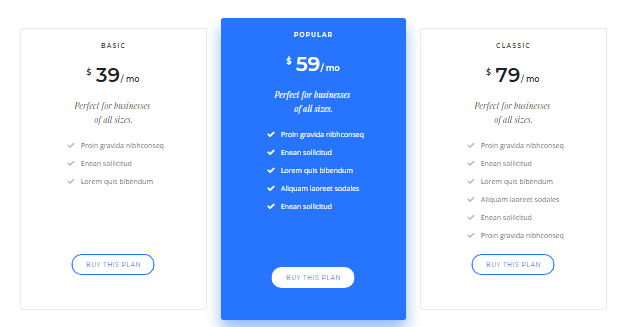 BASIC
$ 39/ mo
Perfect for businesses
of all sizes.
Proin gravida nibhconseq
Enean sollicitud
Lorem quis bibendum
BUY THIS PLAN
POPULAR
$ 59/ mo
Perfect for businesses
of all sizes.
Proin gravida nibhconseq
Enean sollicitud
Lorem quis bibendum
Aliquam laoreet sodales
Enean sollicitud
BUY THIS PLAN
CLASSIC
$ 79/ mo
Perfect for businesses
of all sizes.
Proin gravida nibhconseq
Enean sollicitud
Lorem quis bibendum
Aliquam laoreet sodales
Enean sollicitud
Proin gravida nibhconseq
BUY THIS PLAN